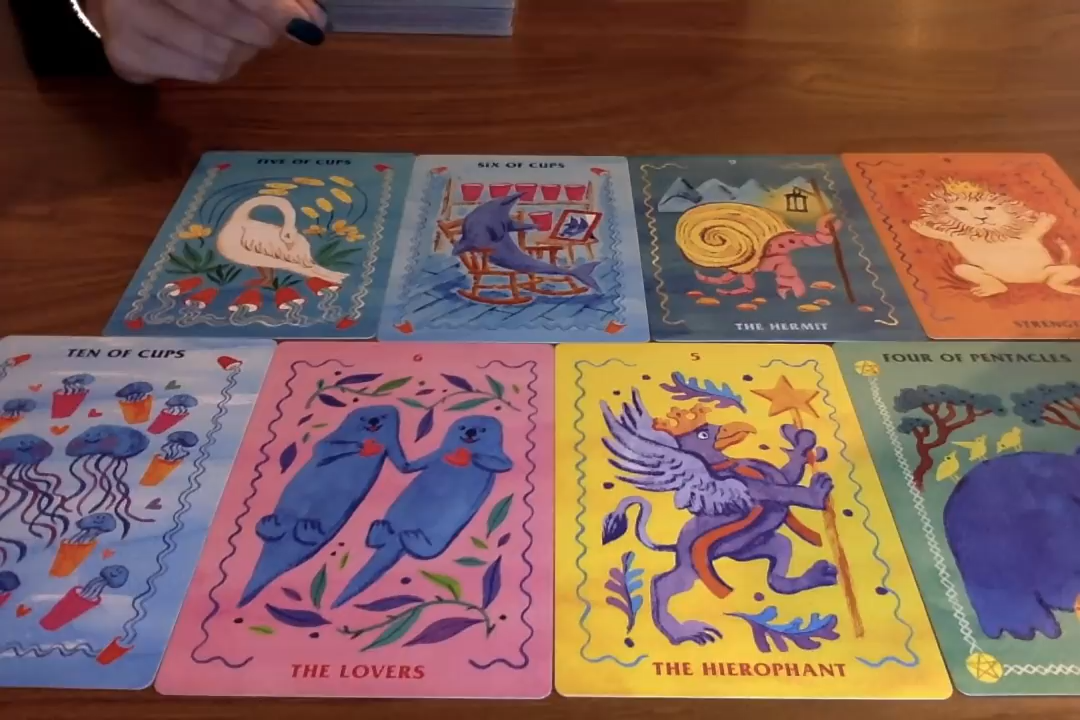 FIVE OF CUPS
SIX OF CUPS
9
THE HERMIT
TEN OF CUPS
6
THE LOVERS
5
THE HIEROPHANT
FOUR OF PENTACLES